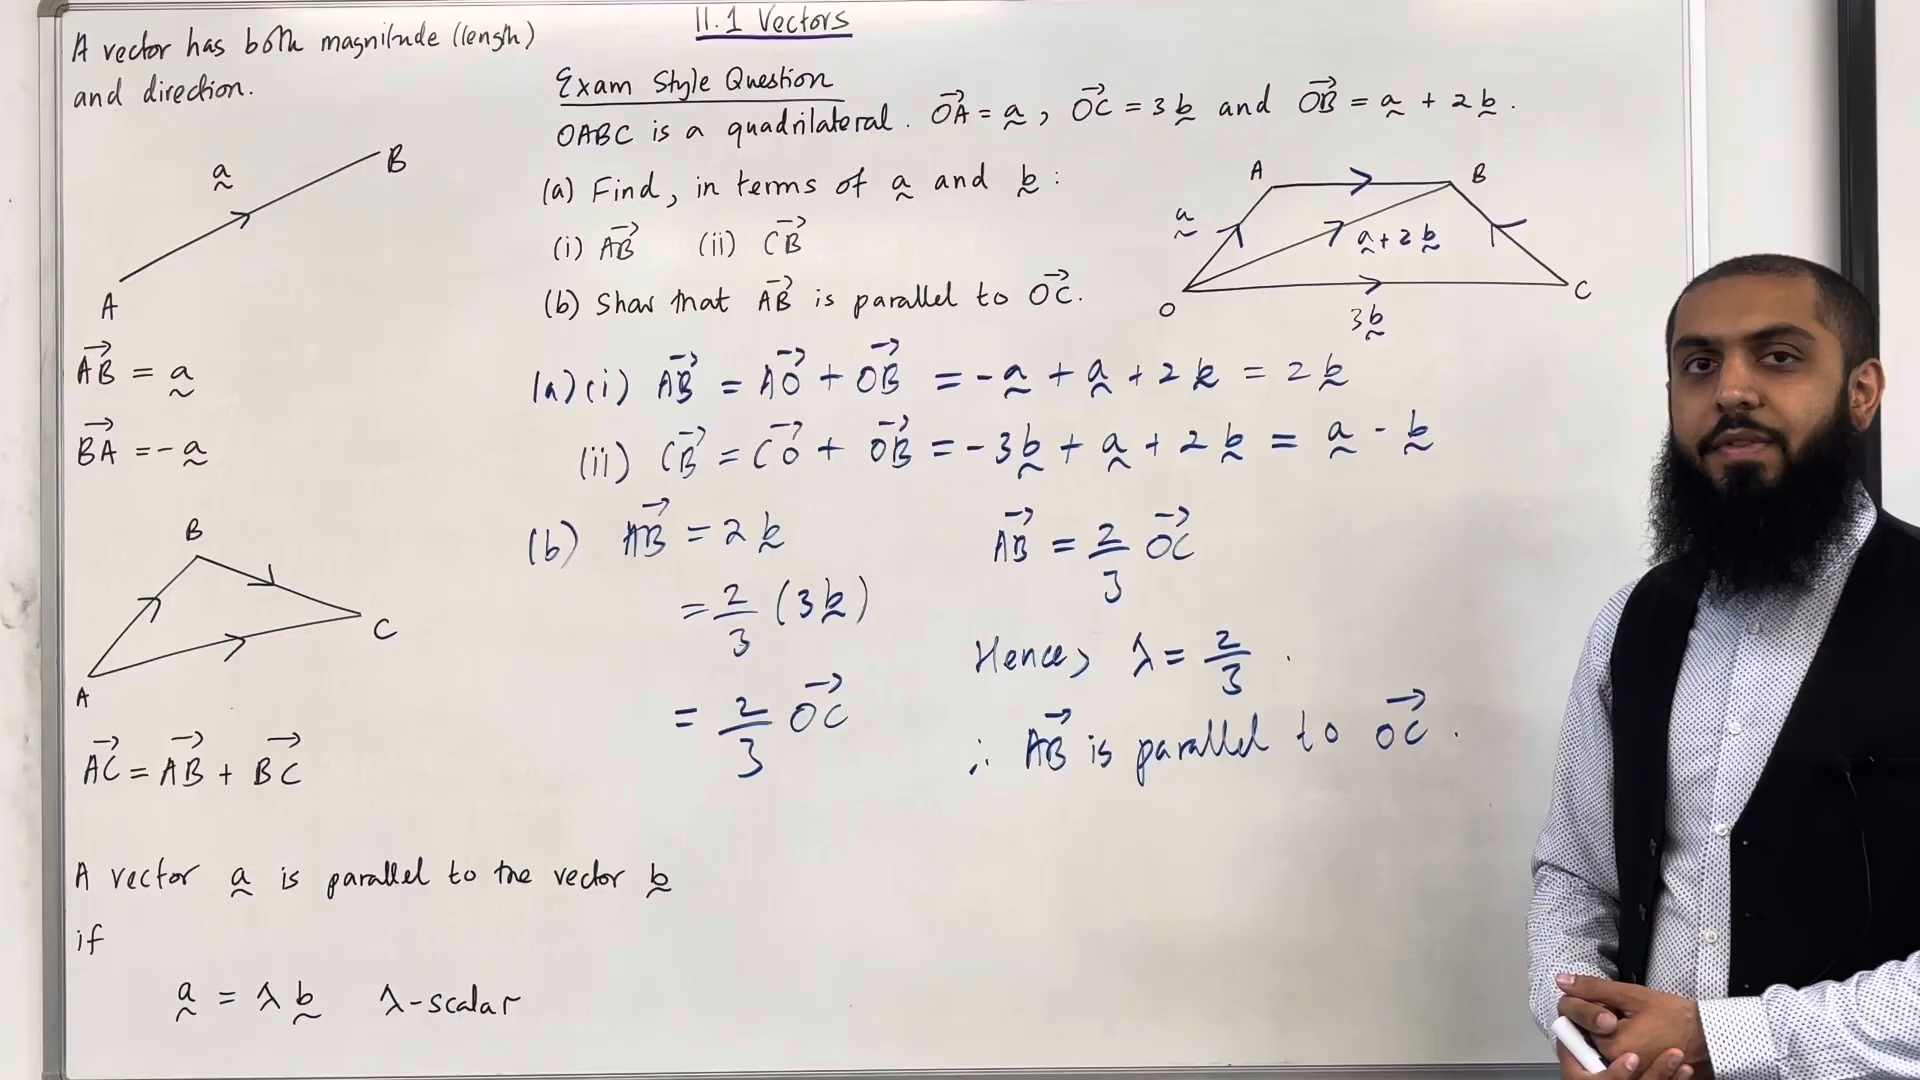 11.1 Vectors
A vector has both magnitude (length)
and direction.
a
B
A
AB⃗ = a
BA⃗ = - a
B
C
A
AC⃗ = AB⃗ + BC⃗
A vector a is parallel to the vector b
if
a = λ b λ-scalar
Exam Style Question
OABC is a quadrilateral. OA⃗ = a, OC⃗ = 3b and OB⃗ = a + 2b.
(a) Find, in terms of a and b:
(i) AB⃗ (ii) CB⃗
(b) Show that AB⃗ is parallel to OC⃗.
A B
a
a + 2b
O C
3b
(a)(i) AB⃗ = AO⃗ + OB⃗ = -a + a + 2b = 2b
(ii) CB⃗ = CO⃗ + OB⃗ = -3b + a + 2b = a - b
(b) AB⃗ = 2b
= 2/3 (3b)
= 2/3 OC⃗
AB⃗ = 2/3 OC⃗
Hence, λ = 2/3.
∴ AB⃗ is parallel to OC⃗.